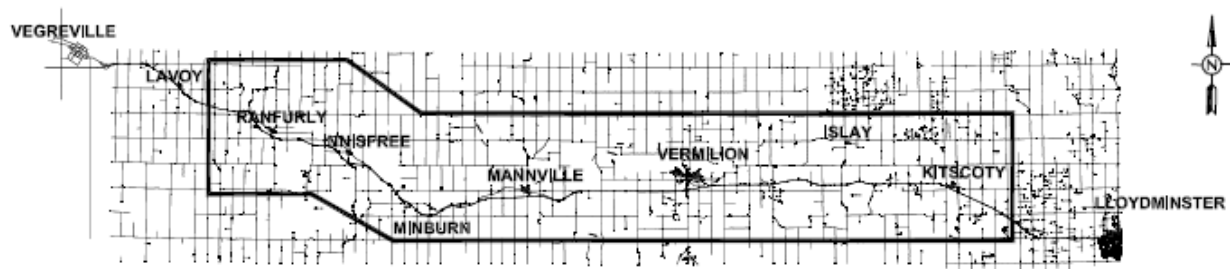 VEGREVILLE
LAVOY
N
RANFURLY
INNISFREE
ISLAY
VERMILION
MANNVILLE
KITSCOTY
LLOYDMINSTER
MINBURN